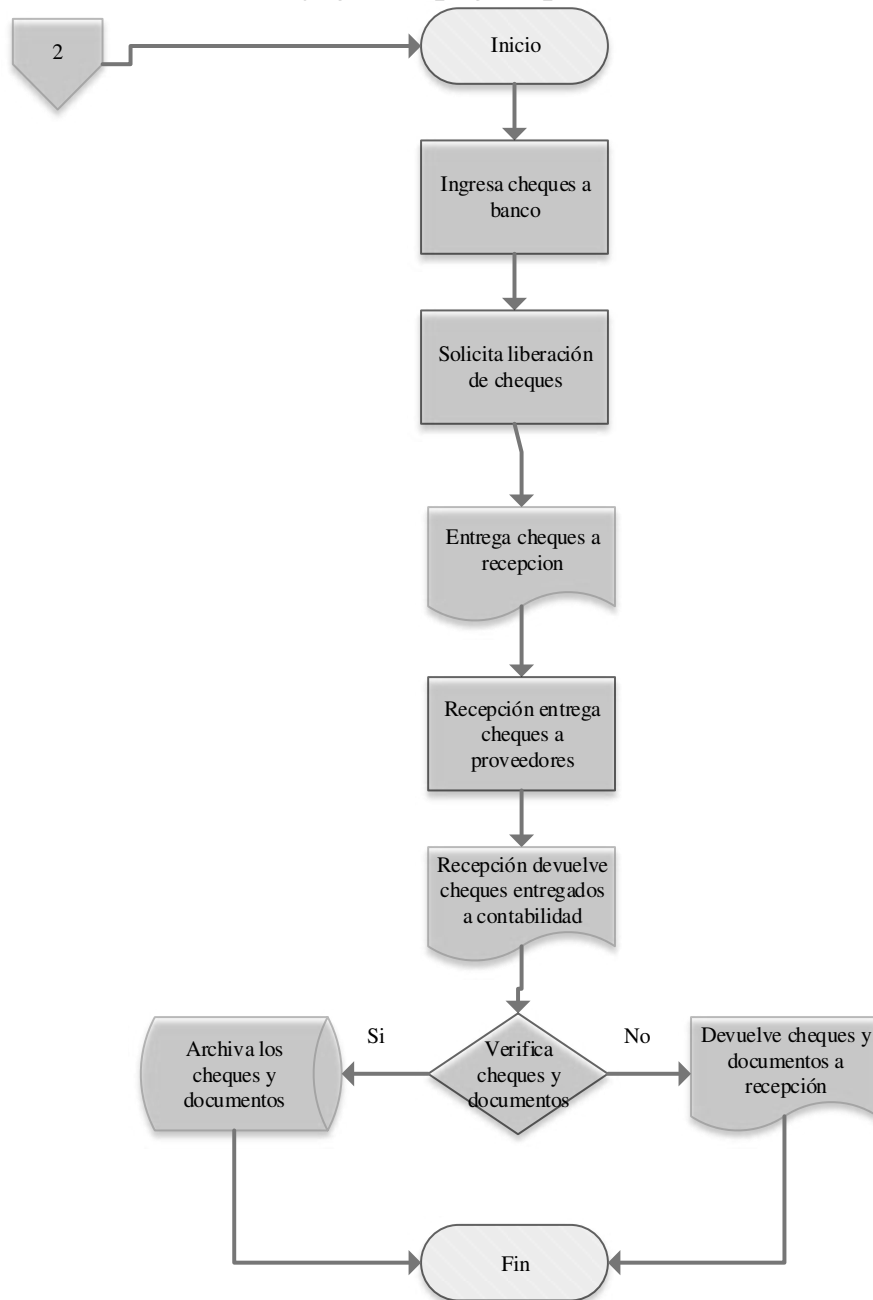 2
Inicio
Ingresa cheques a
banco
Solicita liberación
de cheques
Entrega cheques a
recepcion
Recepción entrega
cheques a
proveedores
Recepción devuelve
cheques entregados
a contabilidad
Si
Verifica
cheques y
documentos
No
Archiva los
cheques y
documentos
Devuelve cheques y
documentos a
recepción
Fin